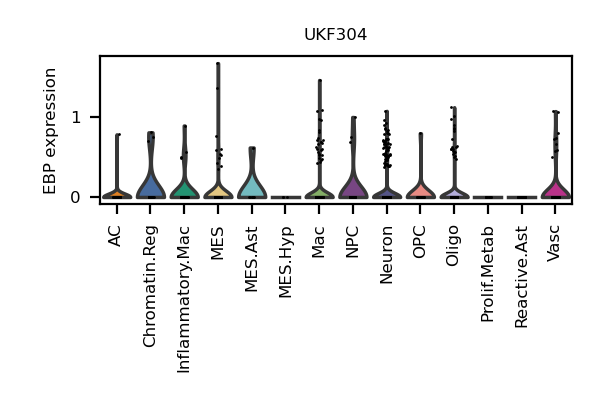 UKF304
EBP expression
1
0
AC
Chromatin.Reg
Inflammatory.Mac
MES
MES.Ast
MES.Hyp
Mac
NPC
Neuron
OPC
Oligo
Prolif.Metab
Reactive.Ast
Vasc